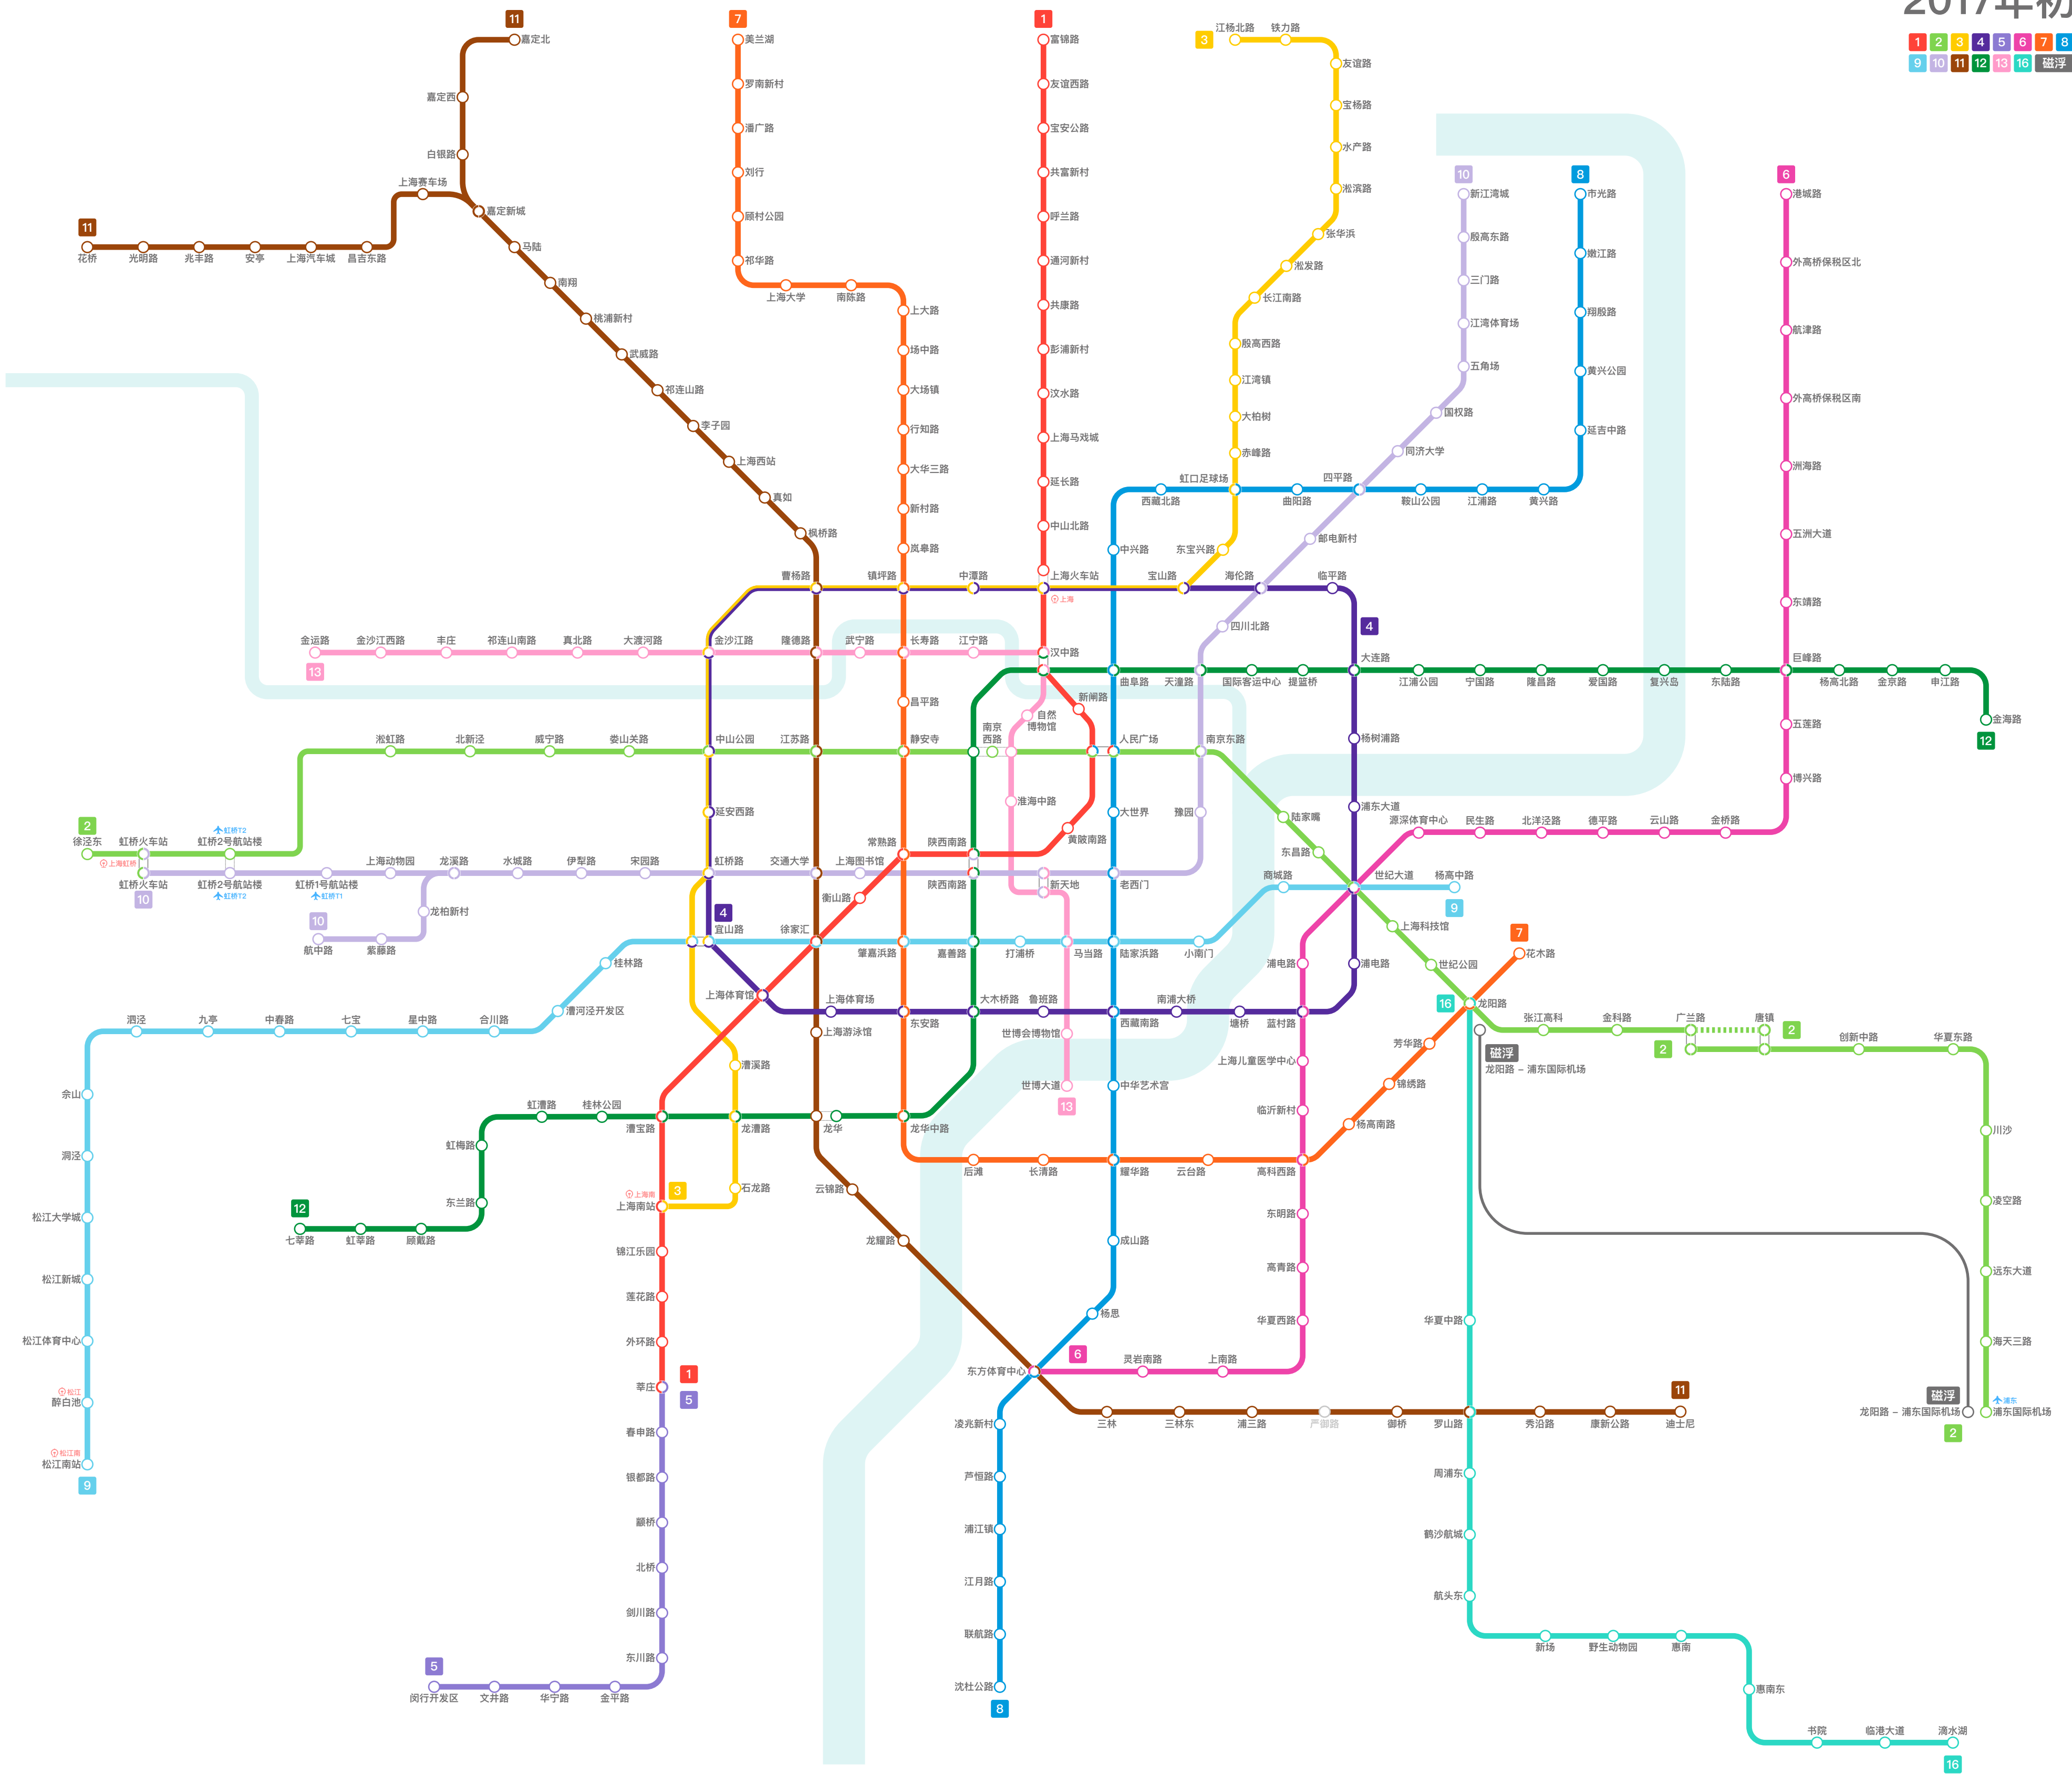 2017年初
1 2 3 4 5 6 7 8
9 10 11 12 13 16 磁浮
11
嘉定北
嘉定西
白银路
上海赛车场
嘉定新城
11
花桥
光明路
兆丰路
安亭
上海汽车城
昌吉东路
马陆
南翔
桃浦新村
武威路
祁连山路
李子园
上海西站
真如
枫桥路
7
美兰湖
罗南新村
潘广路
刘行
顾村公园
祁华路
上海大学
南陈路
上大路
场中路
大场镇
行知路
大华三路
新村路
岚皋路
1
富锦路
友谊西路
宝安公路
共富新村
呼兰路
通河新村
共康路
彭浦新村
汶水路
上海马戏城
延长路
中山北路
3
江杨北路
铁力路
友谊路
宝杨路
水产路
淞滨路
张华浜
淞发路
长江南路
殷高西路
江湾镇
大柏树
赤峰路
10
新江湾城
殷高东路
三门路
江湾体育场
五角场
国权路
同济大学
8
市光路
嫩江路
翔殷路
黄兴公园
延吉中路
6
港城路
外高桥保税区北
航津路
外高桥保税区南
洲海路
五洲大道
东靖路
西藏北路
虹口足球场
曲阳路
四平路
鞍山公园
江浦路
黄兴路
中兴路
东宝兴路
邮电新村
曹杨路
镇坪路
中潭路
上海火车站
上海
宝山路
海伦路
临平路
四川北路
4
金运路
13
金沙江西路
丰庄
祁连山南路
真北路
大渡河路
金沙江路
隆德路
武宁路
长寿路
江宁路
汉中路
曲阜路
天潼路
国际客运中心
提篮桥
大连路
江浦公园
宁国路
隆昌路
爱国路
复兴岛
东陆路
巨峰路
杨高北路
金京路
申江路
金海路
12
昌平路
新闸路
自然
博物馆
杨树浦路
五莲路
淞虹路
北新泾
威宁路
娄山关路
中山公园
江苏路
静安寺
南京
西路
人民广场
南京东路
博兴路
延安西路
淮海中路
黄陂南路
大世界
豫园
陆家嘴
浦东大道
源深体育中心
民生路
北洋泾路
德平路
云山路
金桥路
2
徐泾东
虹桥火车站
上海虹桥
虹桥T2
虹桥2号航站楼
虹桥火车站
10
虹桥2号航站楼
虹桥T2
虹桥1号航站楼
虹桥T1
上海动物园
龙溪路
水城路
伊犁路
宋园路
虹桥路
交通大学
上海图书馆
常熟路
陕西南路
陕西南路
新天地
老西门
东昌路
商城路
世纪大道
杨高中路
9
10
航中路
紫藤路
龙柏新村
4
宜山路
徐家汇
衡山路
肇嘉浜路
嘉善路
打浦桥
马当路
陆家浜路
小南门
上海科技馆
浦电路
浦电路
世纪公园
7
花木路
桂林路
漕河泾开发区
合川路
星中路
七宝
中春路
九亭
泗泾
佘山
洞泾
松江大学城
松江新城
松江体育中心
松江
醉白池
松江南
松江南站
9
上海体育馆
上海体育场
东安路
大木桥路
鲁班路
西藏南路
南浦大桥
塘桥
蓝村路
16
龙阳路
张江高科
金科路
广兰路
唐镇
2
2
创新中路
华夏东路
磁浮
龙阳路 – 浦东国际机场
上海游泳馆
世博会博物馆
上海儿童医学中心
芳华路
漕溪路
世博大道
13
中华艺术宫
锦绣路
临沂新村
杨高南路
虹漕路
桂林公园
漕宝路
龙漕路
龙华
龙华中路
虹梅路
东兰路
12
七莘路
虹莘路
顾戴路
后滩
长清路
耀华路
云台路
高科西路
川沙
凌空路
远东大道
海天三路
石龙路
云锦路
上海南
3
上海南站
龙耀路
成山路
东明路
锦江乐园
莲花路
外环路
莘庄
1
5
高青路
华夏西路
华夏中路
杨思
东方体育中心
6
灵岩南路
上南路
三林
三林东
浦三路
严御路
御桥
罗山路
秀沿路
康新公路
11
迪士尼
磁浮
龙阳路 – 浦东国际机场
浦东
浦东国际机场
2
春申路
银都路
颛桥
北桥
剑川路
东川路
5
闵行开发区
文井路
华宁路
金平路
凌兆新村
芦恒路
浦江镇
江月路
联航路
沈杜公路
8
周浦东
鹤沙航城
航头东
新场
野生动物园
惠南
惠南东
书院
临港大道
滴水湖
16